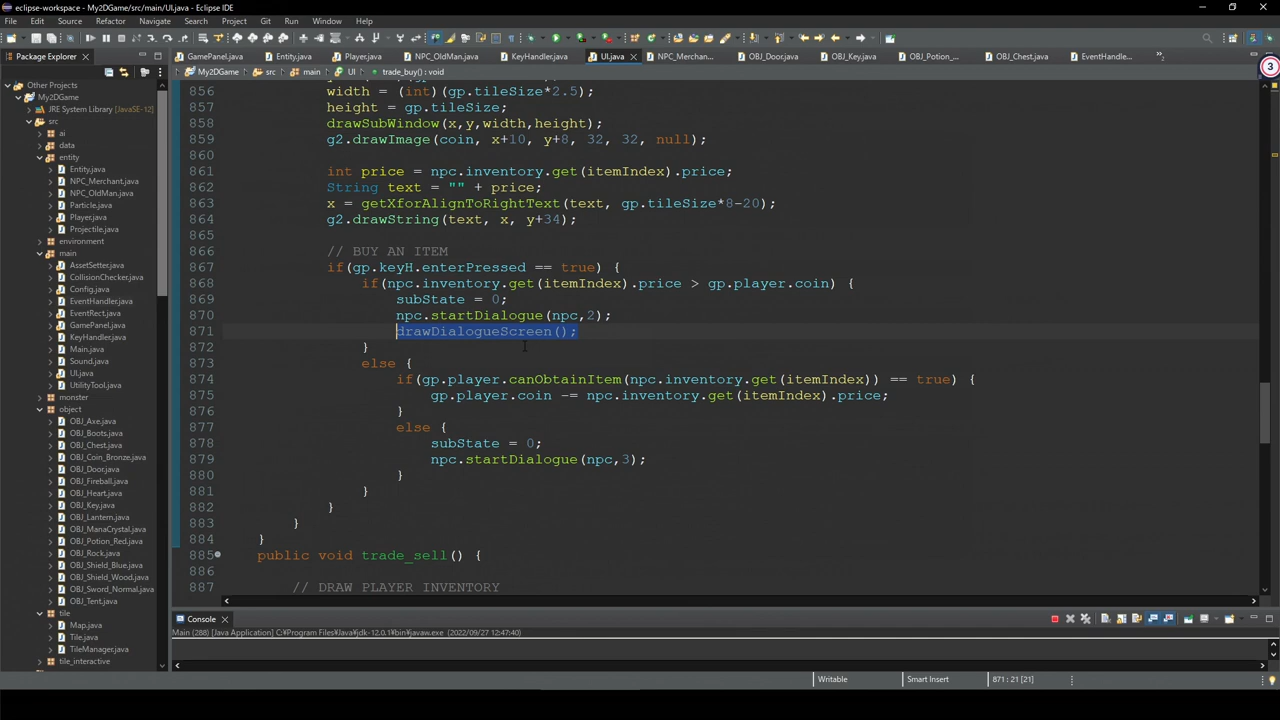 eclipse-workspace - My2DGame/src/main/UI.java - Eclipse IDE
File Edit Source Refactor Navigate Search Project Git Run Window Help
Package Explorer
GamePanel.java Entity.java Player.java NPC_OldMan.java KeyHandler.java UI.java NPC_Merchan... OBJ_Door.java OBJ_Key.java OBJ_Potion_... OBJ_Chest.java EventHandle...
3
My2DGame src main UI trade_buy() : void
Other Projects
My2DGame
JRE System Library [JavaSE-12]
src
ai
data
entity
Entity.java
NPC_Merchant.java
NPC_OldMan.java
Particle.java
Player.java
Projectile.java
environment
main
AssetSetter.java
CollisionChecker.java
Config.java
EventHandler.java
EventRect.java
GamePanel.java
KeyHandler.java
Main.java
Sound.java
UI.java
UtilityTool.java
monster
object
OBJ_Axe.java
OBJ_Boots.java
OBJ_Chest.java
OBJ_Coin_Bronze.java
OBJ_Door.java
OBJ_Fireball.java
OBJ_Heart.java
OBJ_Key.java
OBJ_Lantern.java
OBJ_ManaCrystal.java
OBJ_Potion_Red.java
OBJ_Rock.java
OBJ_Shield_Blue.java
OBJ_Shield_Wood.java
OBJ_Sword_Normal.java
OBJ_Tent.java
tile
Map.java
Tile.java
TileManager.java
tile_interactive
856 width = (int)(gp.tileSize*2.5);
857 height = gp.tileSize;
858 drawSubWindow(x,y,width,height);
859 g2.drawImage(coin, x+10, y+8, 32, 32, null);
860
861 int price = npc.inventory.get(itemIndex).price;
862 String text = "" + price;
863 x = getXforAlignToRightText(text, gp.tileSize*8-20);
864 g2.drawString(text, x, y+34);
865
866 // BUY AN ITEM
867 if(gp.keyH.enterPressed == true) {
868 if(npc.inventory.get(itemIndex).price > gp.player.coin) {
869 subState = 0;
870 npc.startDialogue(npc,2);
871 drawDialogueScreen();
872 }
873 else {
874 if(gp.player.canObtainItem(npc.inventory.get(itemIndex)) == true) {
875 gp.player.coin -= npc.inventory.get(itemIndex).price;
876 }
877 else {
878 subState = 0;
879 npc.startDialogue(npc,3);
880 }
881 }
882 }
883 }
884 }
885 public void trade_sell() {
886
887 // DRAW PLAYER INVENTORY
Console
Main (288) [Java Application] C:¥Program Files¥Java¥jdk-12.0.1¥bin¥javaw.exe (2022/09/27 12:47:40)
Writable Smart Insert 871 : 21 [21]